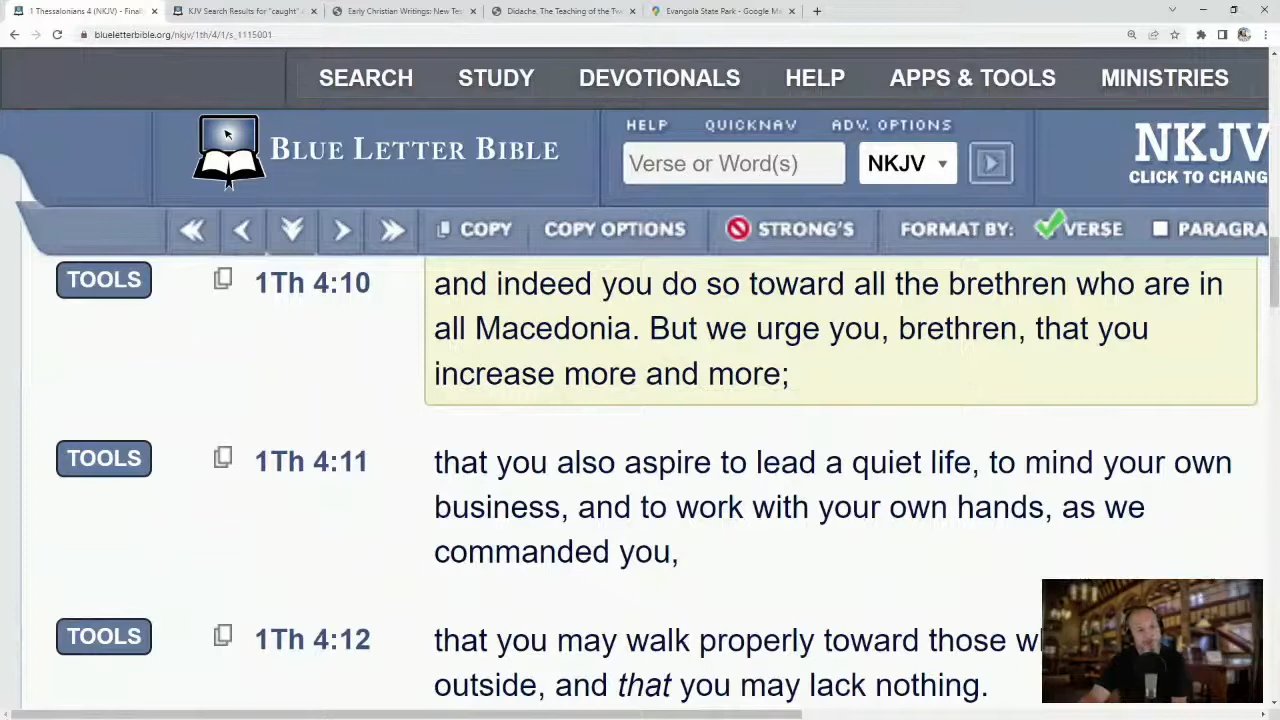 1 Thessalonians 4 (NKJV) - Final
KJV Search Results for "caught"
Early Christian Writings: New Te
Didache, The Teaching of the Tw
Evangola State Park - Google M
blueletterbible.org/nkjv/1th/4/1/s_1115001
SEARCH STUDY DEVOTIONALS HELP APPS & TOOLS MINISTRIES
HELP QUICKNAV ADV. OPTIONS
BLUE LETTER BIBLE
Verse or Word(s) NKJV
NKJV
CLICK TO CHANG
COPY COPY OPTIONS STRONG'S FORMAT BY: VERSE PARAGRA
TOOLS 1Th 4:10 and indeed you do so toward all the brethren who are in
all Macedonia. But we urge you, brethren, that you
increase more and more;
TOOLS 1Th 4:11 that you also aspire to lead a quiet life, to mind your own
business, and to work with your own hands, as we
commanded you,
TOOLS 1Th 4:12 that you may walk properly toward those
outside, and that you may lack nothing.